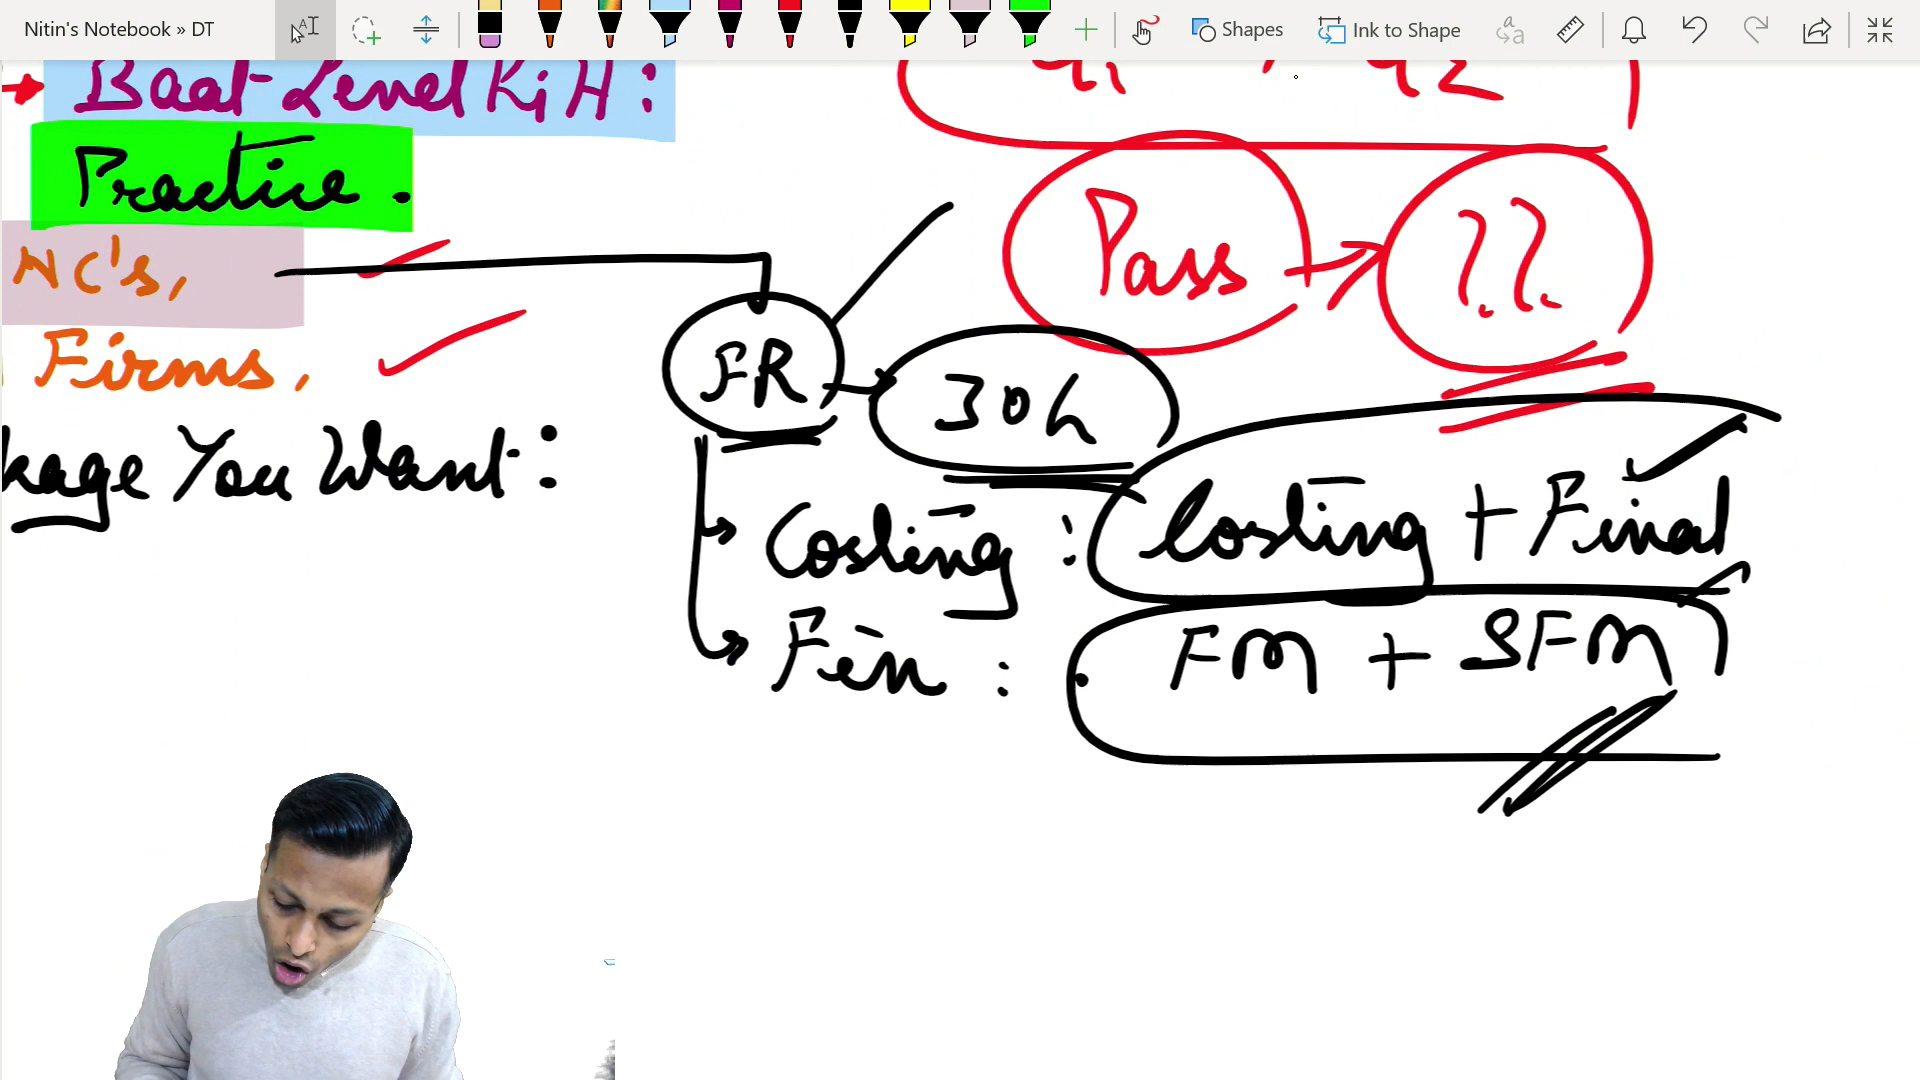 Nitin's Notebook » DT
Shapes
Ink to Shape
Baat Level Ki H :
Practice .
NC's,
Firms,
kage You Want :
Pass
??
FR
30h
Costing : Costing + Final
Fin : FM + SFM